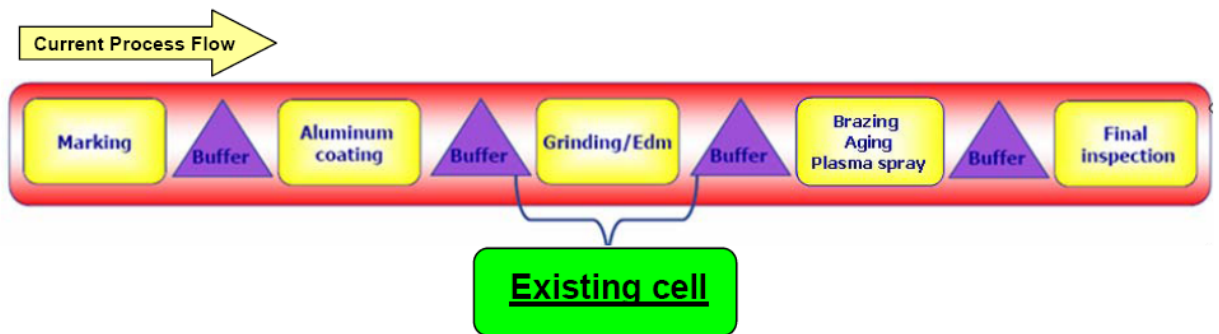 Current Process Flow
Marking
Buffer
Aluminum
coating
Buffer
Grinding/Edm
Buffer
Brazing
Aging
Plasma spray
Buffer
Final
inspection
Existing cell